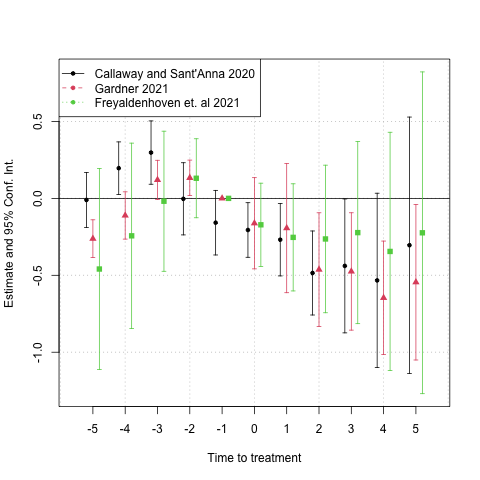 Callaway and Sant'Anna 2020
Gardner 2021
Freyaldenhoven et. al 2021
Estimate and 95% Conf. Int.
0.5
0.0
-0.5
-1.0
-5 -4 -3 -2 -1 0 1 2 3 4 5
Time to treatment